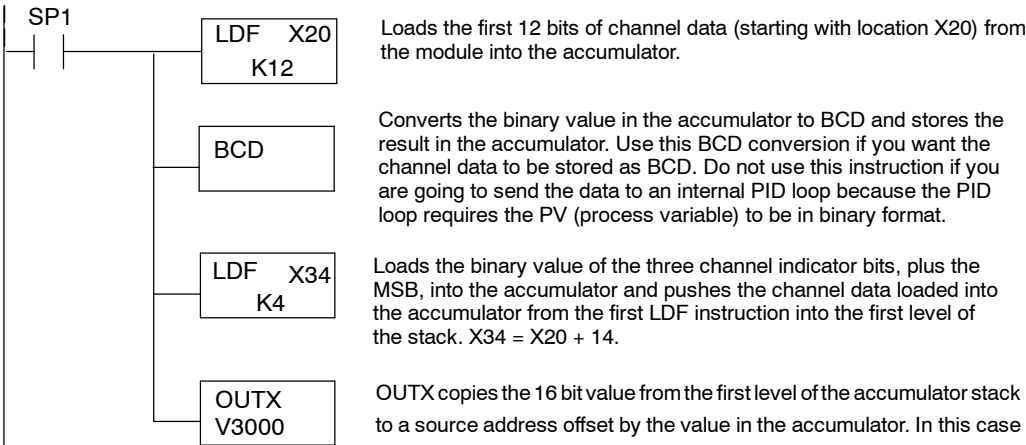 SP1
LDF X20
K12
Loads the first 12 bits of channel data (starting with location X20) from
the module into the accumulator.
BCD
Converts the binary value in the accumulator to BCD and stores the
result in the accumulator. Use this BCD conversion if you want the
channel data to be stored as BCD. Do not use this instruction if you
are going to send the data to an internal PID loop because the PID
loop requires the PV (process variable) to be in binary format.
LDF X34
K4
Loads the binary value of the three channel indicator bits, plus the
MSB, into the accumulator and pushes the channel data loaded into
the accumulator from the first LDF instruction into the first level of
the stack. X34 = X20 + 14.
OUTX
V3000
OUTX copies the 16 bit value from the first level of the accumulator stack
to a source address offset by the value in the accumulator. In this case